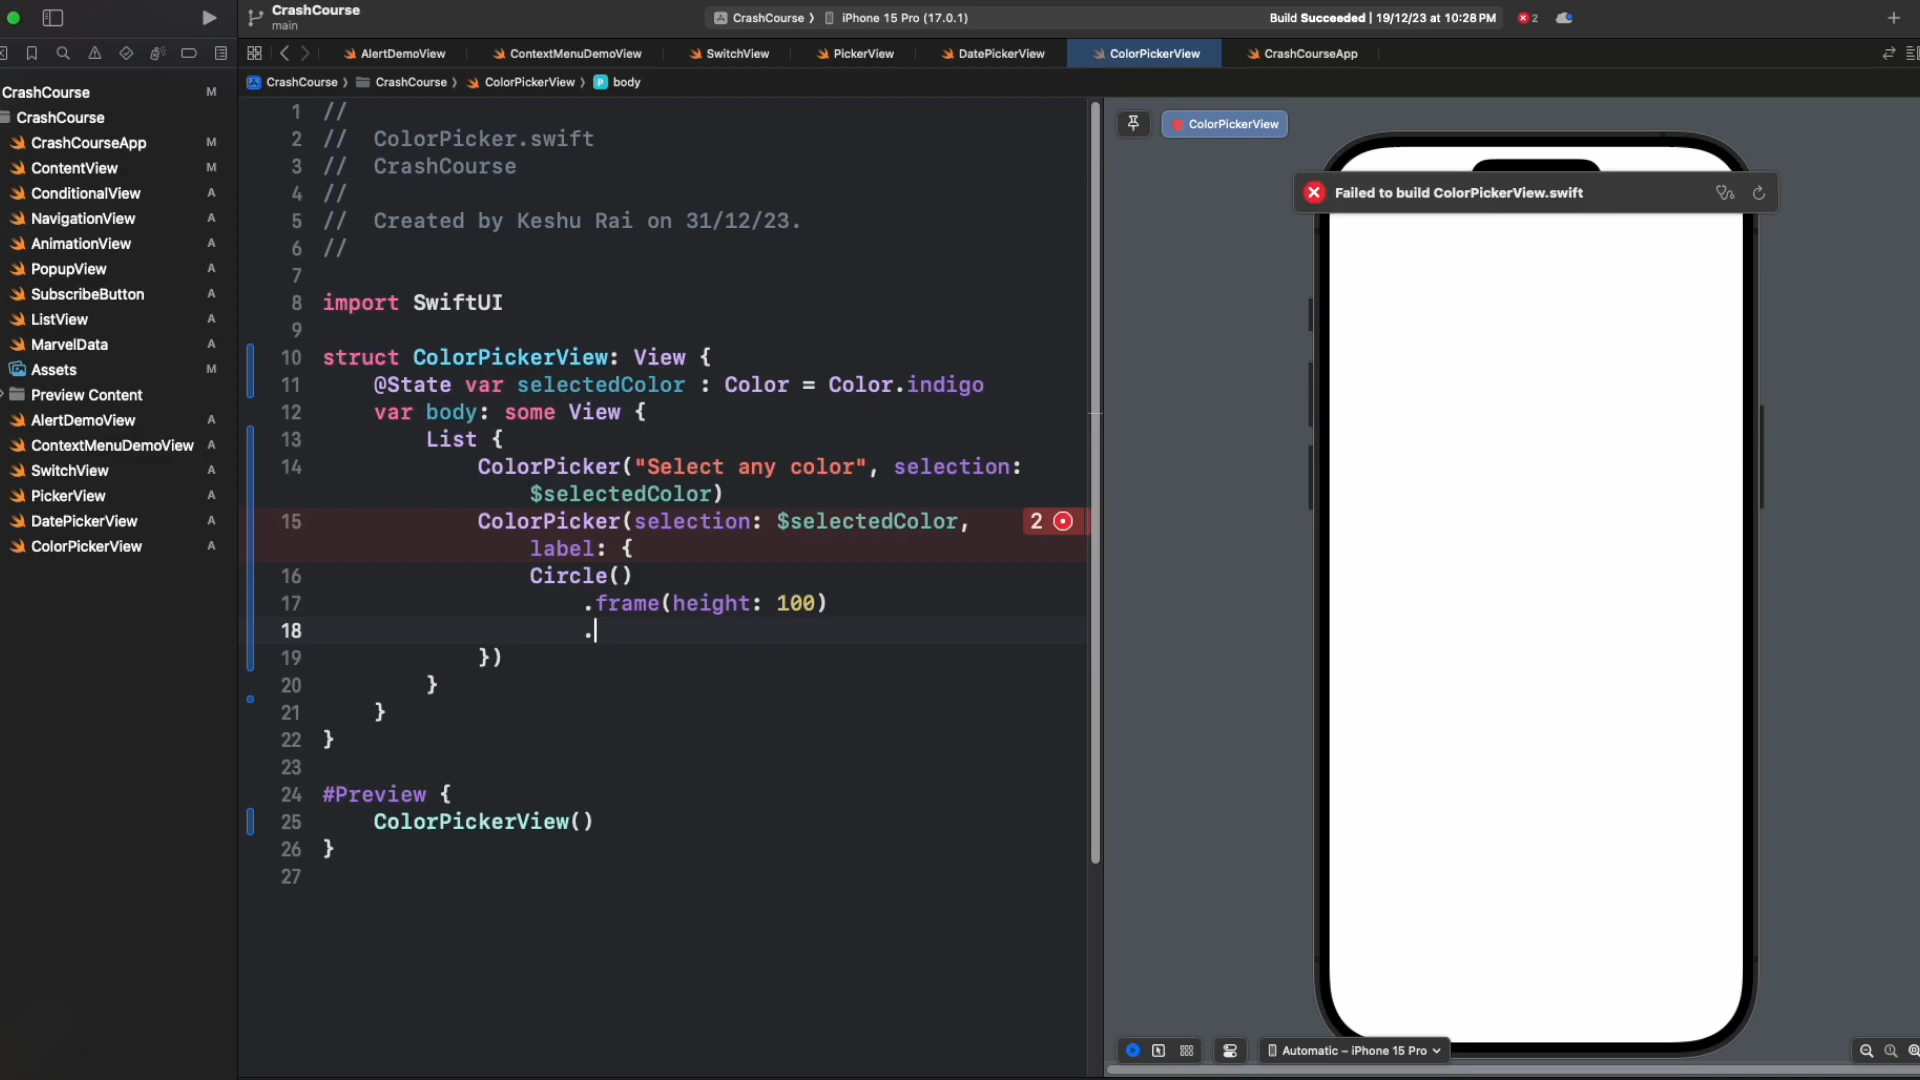 CrashCourse
main
CrashCourse 〉 iPhone 15 Pro (17.0.1)
Build Succeeded | 19/12/23 at 10:28 PM
2
AlertDemoView
ContextMenuDemoView
SwitchView
PickerView
DatePickerView
ColorPickerView
CrashCourseApp
CrashCourse 〉 CrashCourse 〉 ColorPickerView 〉 P body
CrashCourse M
CrashCourse
CrashCourseApp M
ContentView M
ConditionalView A
NavigationView A
AnimationView A
PopupView A
SubscribeButton A
ListView A
MarvelData A
Assets M
Preview Content
AlertDemoView A
ContextMenuDemoView A
SwitchView A
PickerView A
DatePickerView A
ColorPickerView A
1 //
2 //  ColorPicker.swift
3 //  CrashCourse
4 //
5 //  Created by Keshu Rai on 31/12/23.
6 //
7
8 import SwiftUI
9
10 struct ColorPickerView: View {
11     @State var selectedColor : Color = Color.indigo
12     var body: some View {
13         List {
14             ColorPicker("Select any color", selection:
                $selectedColor)
15             ColorPicker(selection: $selectedColor, 2
                label: {
16                 Circle()
17                     .frame(height: 100)
18                     .
19             })
20         }
21     }
22 }
23
24 #Preview {
25     ColorPickerView()
26 }
27
ColorPickerView
Failed to build ColorPickerView.swift
Automatic – iPhone 15 Pro